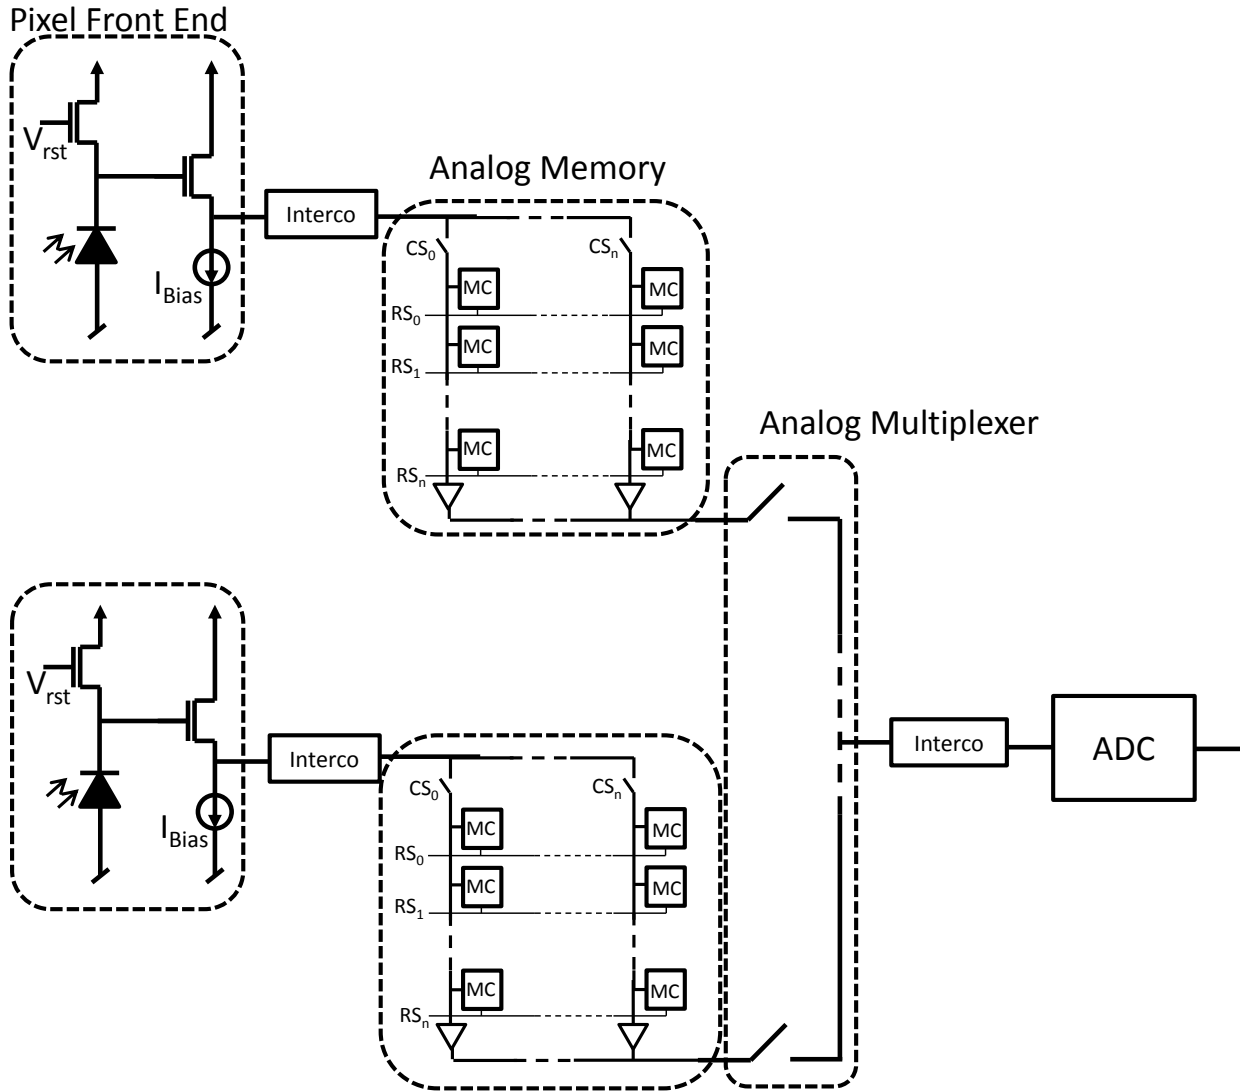 Pixel Front End
Vrst
IBias
Interco
Analog Memory
CS0
CSn
MC
MC
RS0
MC
MC
RS1
MC
MC
RSn
Analog Multiplexer
Vrst
IBias
Interco
CS0
CSn
MC
MC
RS0
MC
MC
RS1
MC
MC
RSn
Interco
ADC